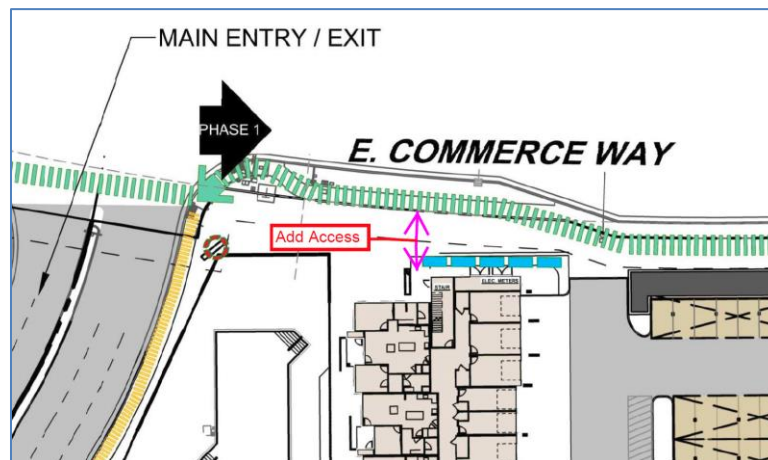 MAIN ENTRY / EXIT
PHASE 1
E. COMMERCE WAY
Add Access
STAIR
ELEC. METERS